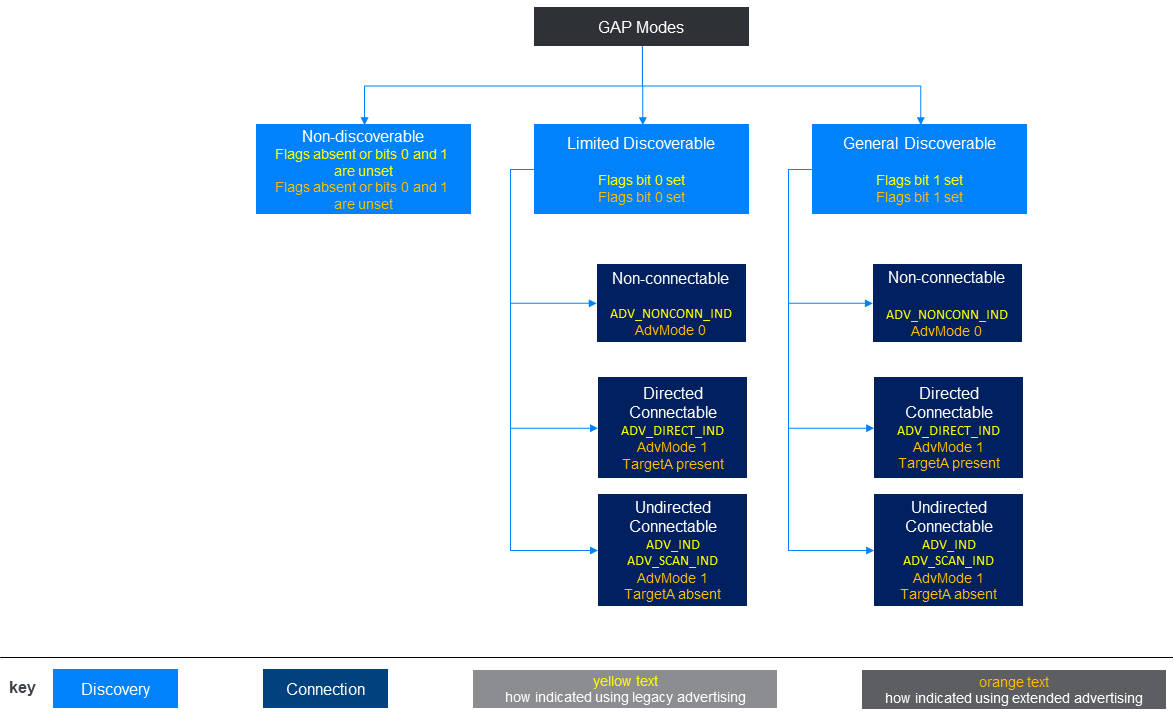 GAP Modes
Non-discoverable
Flags absent or bits 0 and 1
are unset
Flags absent or bits 0 and 1
are unset
Limited Discoverable
Flags bit 0 set
Flags bit 0 set
General Discoverable
Flags bit 1 set
Flags bit 1 set
Non-connectable
ADV_NONCONN_IND
AdvMode 0
Non-connectable
ADV_NONCONN_IND
AdvMode 0
Directed
Connectable
ADV_DIRECT_IND
AdvMode 1
TargetA present
Directed
Connectable
ADV_DIRECT_IND
AdvMode 1
TargetA present
Undirected
Connectable
ADV_IND
ADV_SCAN_IND
AdvMode 1
TargetA absent
Undirected
Connectable
ADV_IND
ADV_SCAN_IND
AdvMode 1
TargetA absent
key
Discovery
Connection
yellow text
how indicated using legacy advertising
orange text
how indicated using extended advertising